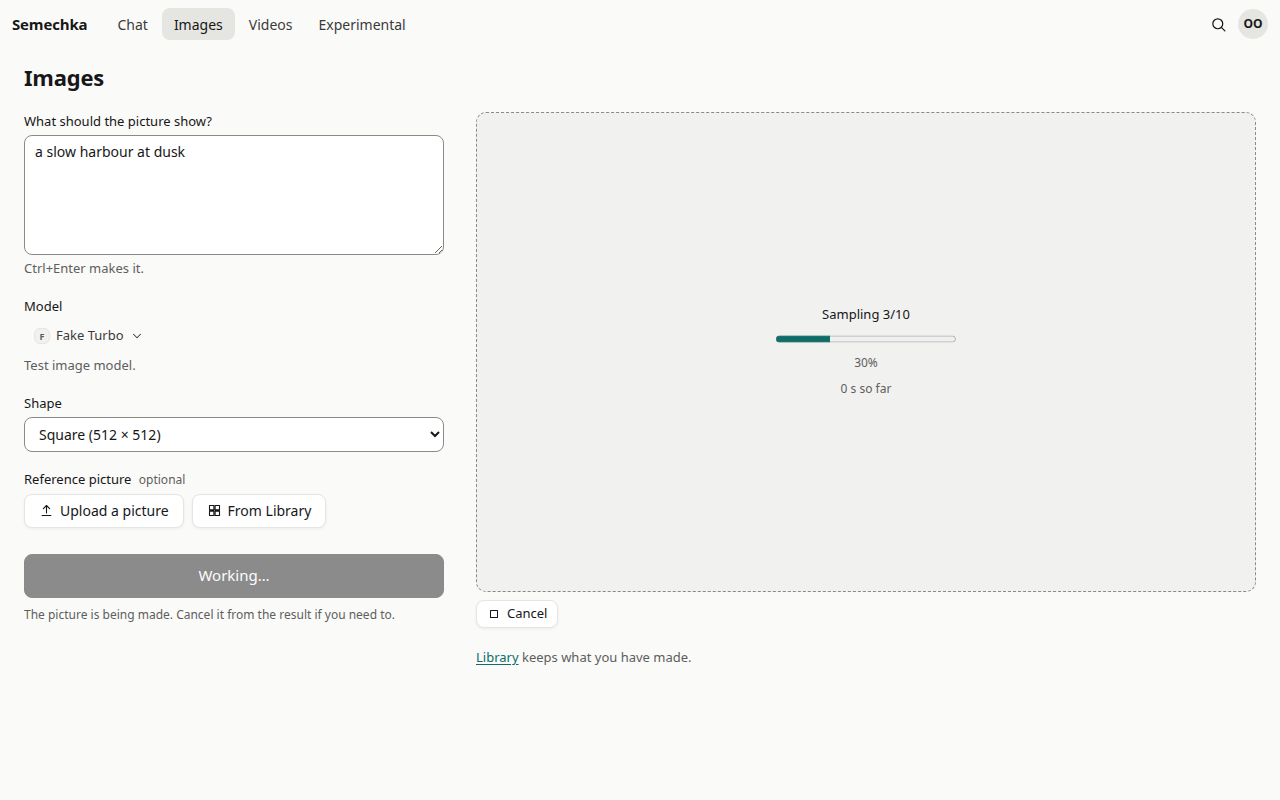 Semechka
Chat
Images
Videos
Experimental
OO
Images
What should the picture show?
a slow harbour at dusk
Ctrl+Enter makes it.
Model
F Fake Turbo
Test image model.
Shape
Square (512 × 512)
Reference picture optional
Upload a picture
From Library
Working…
The picture is being made. Cancel it from the result if you need to.
Sampling 3/10
30%
0 s so far
Cancel
Library keeps what you have made.